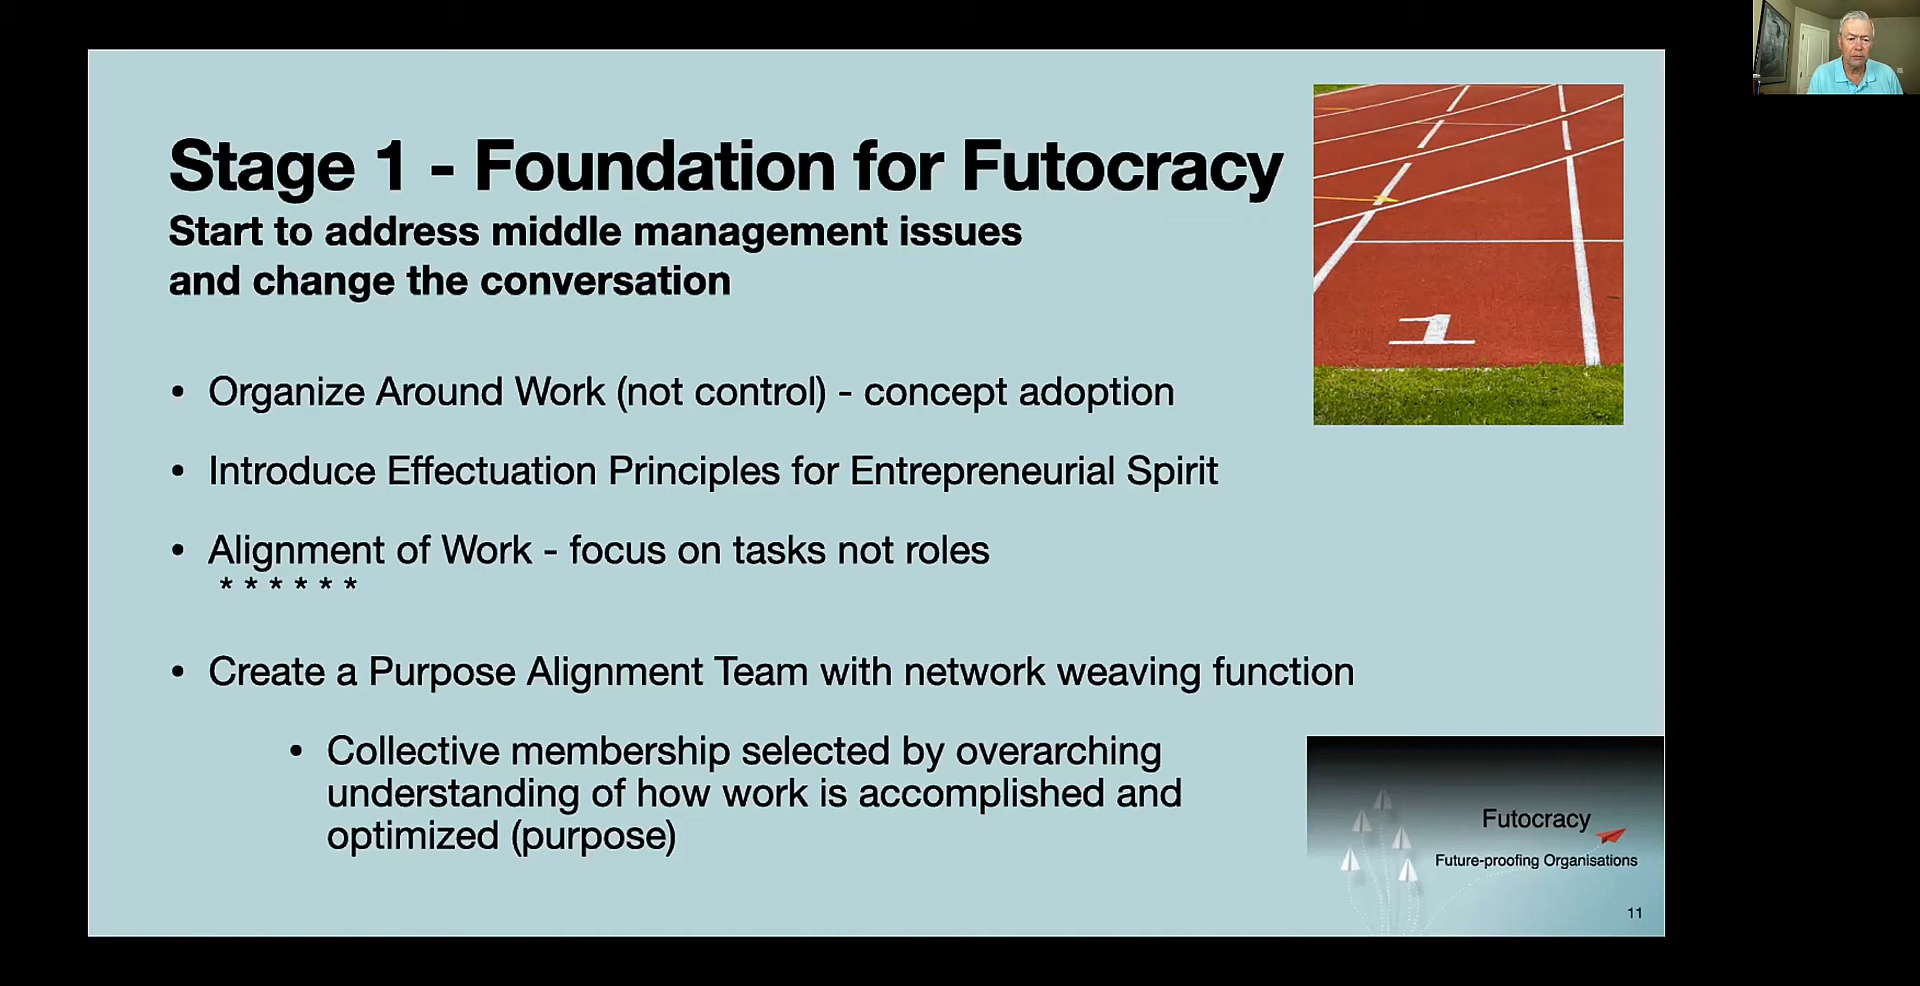 Stage 1 - Foundation for Futocracy
Start to address middle management issues
and change the conversation
• Organize Around Work (not control) - concept adoption
• Introduce Effectuation Principles for Entrepreneurial Spirit
• Alignment of Work - focus on tasks not roles
* * * * * *
• Create a Purpose Alignment Team with network weaving function
• Collective membership selected by overarching
understanding of how work is accomplished and
optimized (purpose)
1
Futocracy
Future-proofing Organisations
11